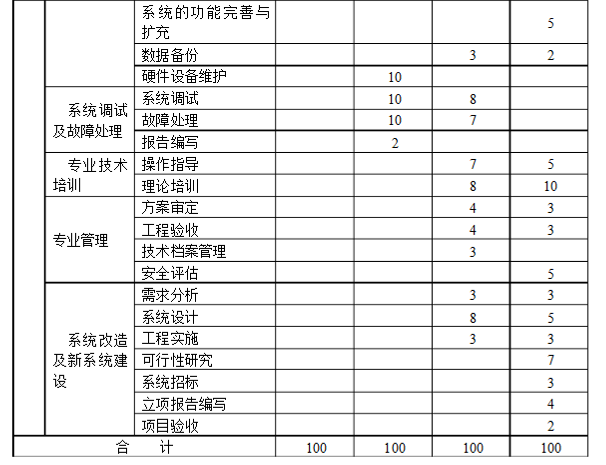 系统的功能完善与
扩充 5
数据备份 3 2
硬件设备维护 10
系统调试 10 8
系统调试
及故障处理
故障处理 10 7
报告编写 2
专业技术
培训
操作指导 7 5
理论培训 8 10
专业管理
方案审定 4 3
工程验收 4 3
技术档案管理 3
安全评估 5
系统改造
及新系统建
设
需求分析 3 3
系统设计 8 5
工程实施 3 3
可行性研究 7
系统招标 3
立项报告编写 4
项目验收 2
合 计 100 100 100 100